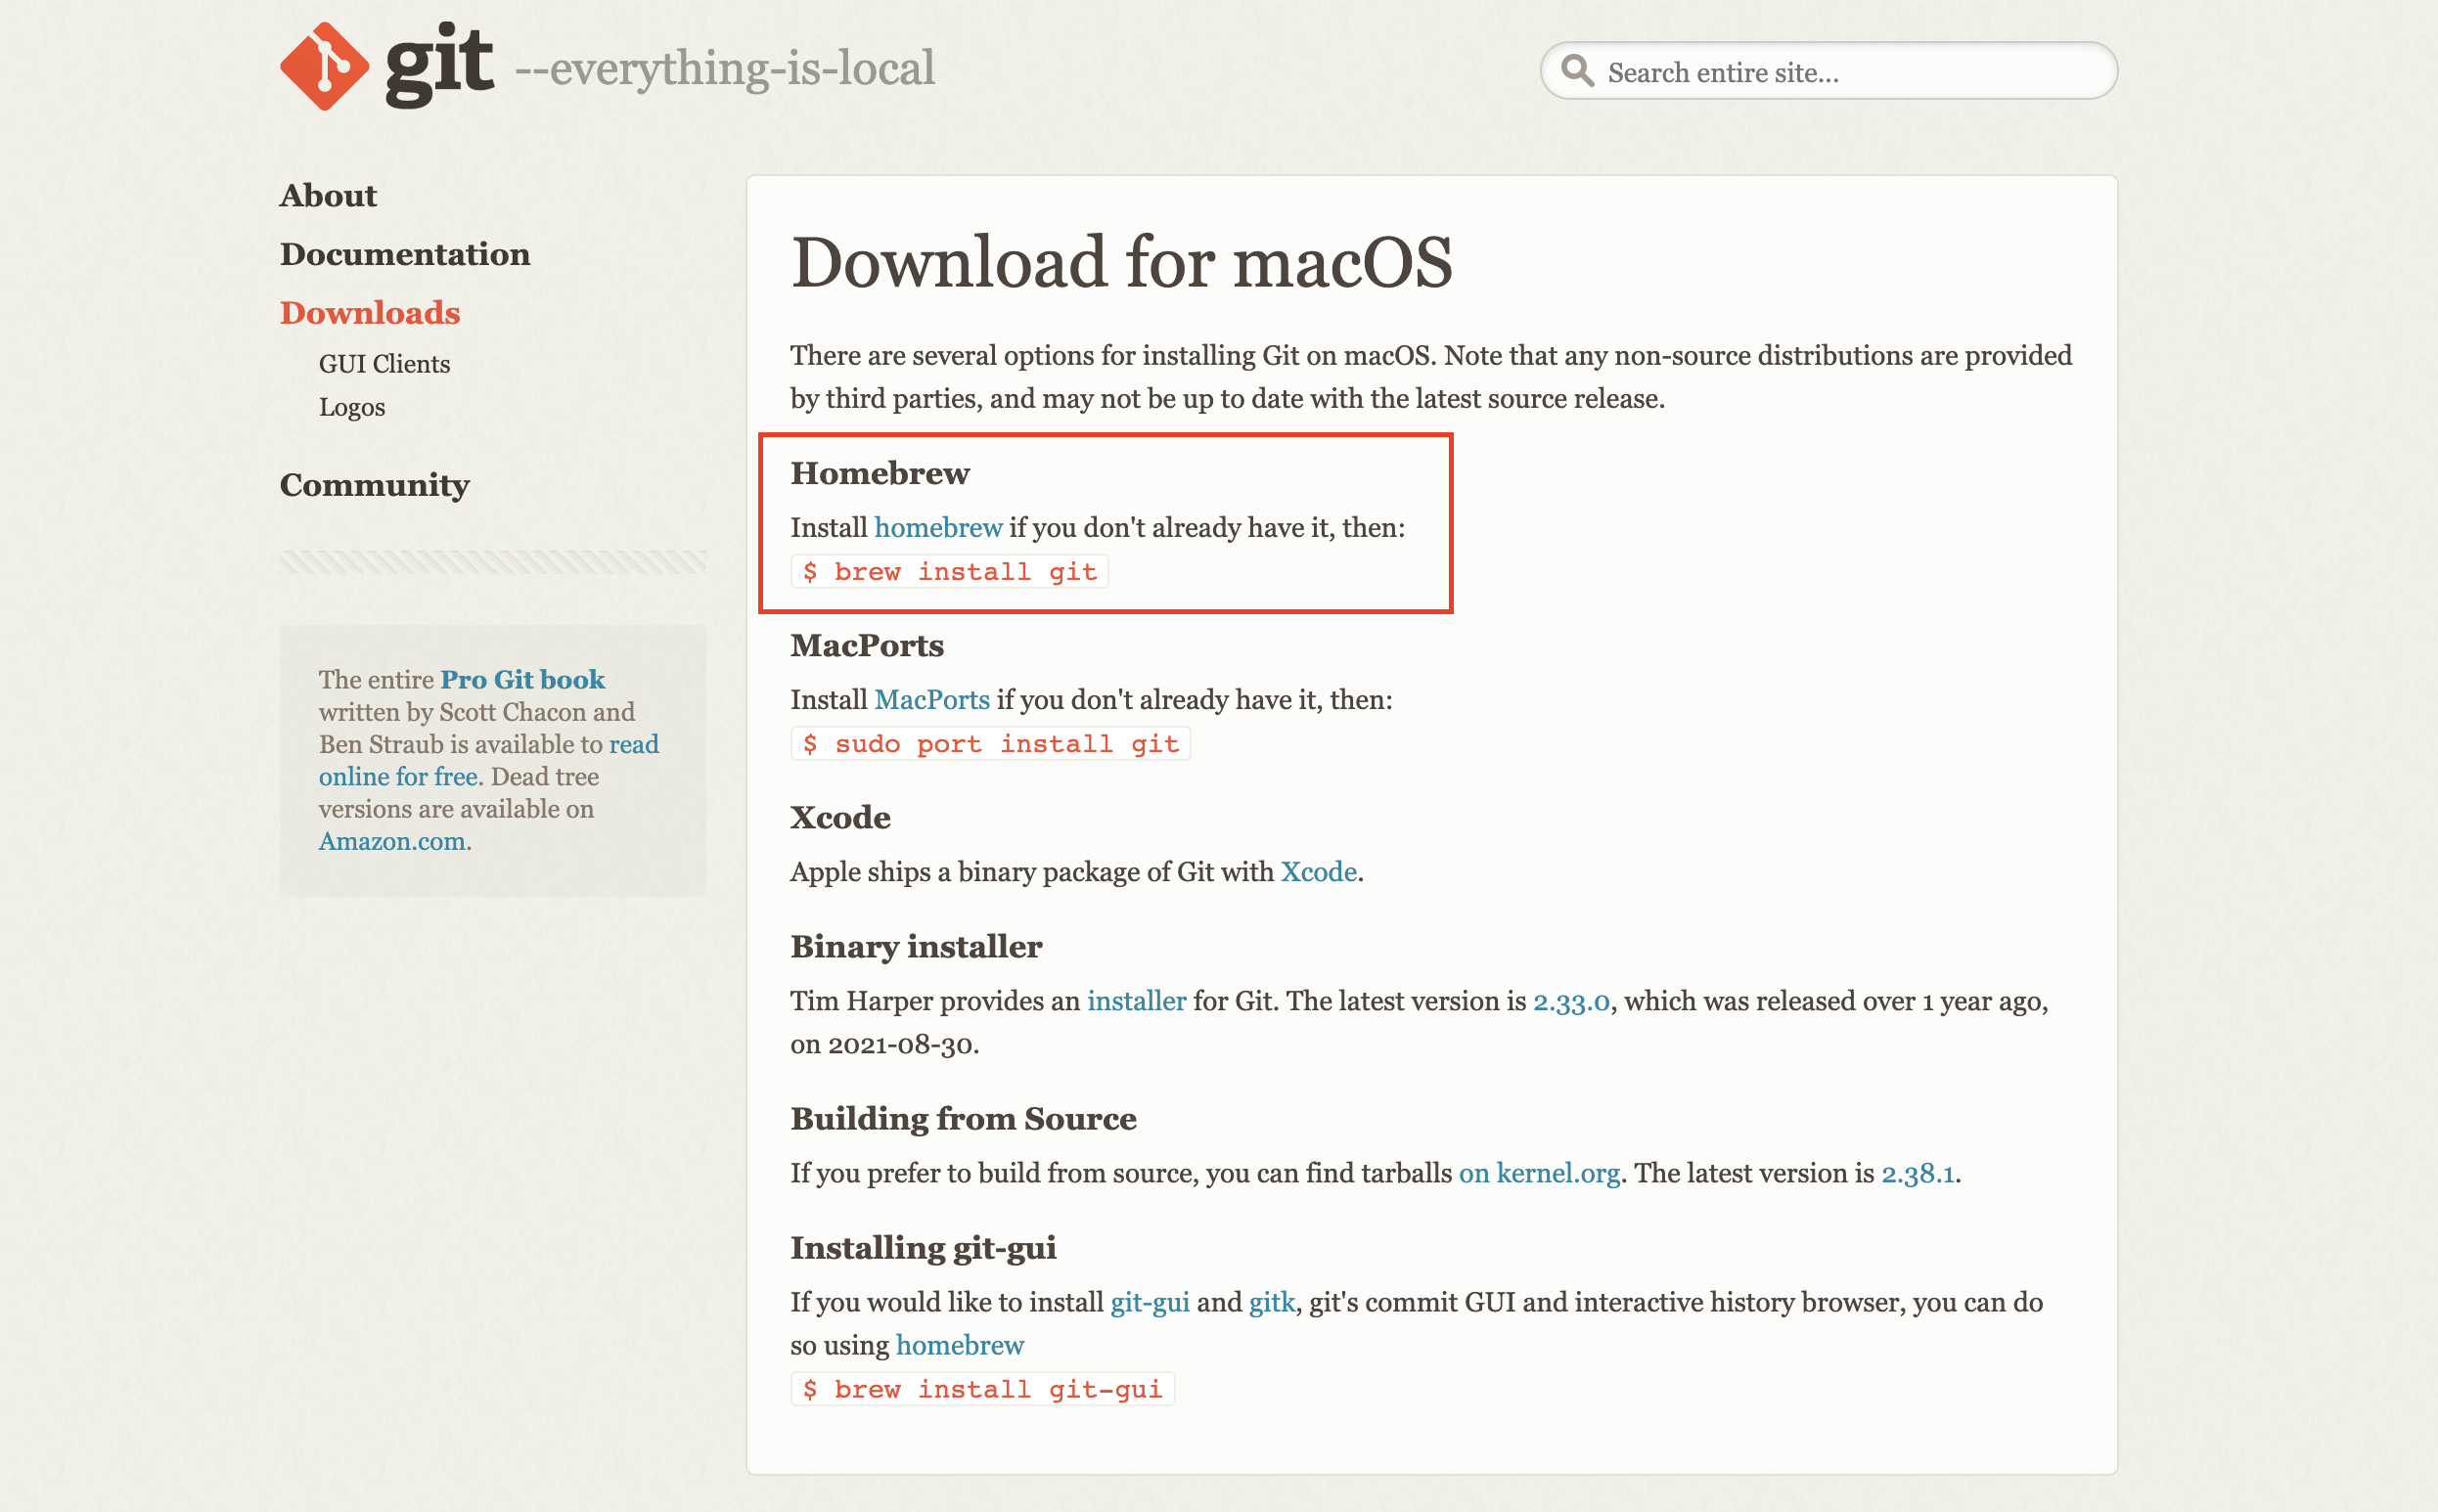 git --everything-is-local
Search entire site...
About
Documentation
Downloads
GUI Clients
Logos
Community
The entire Pro Git book
written by Scott Chacon and
Ben Straub is available to read
online for free. Dead tree
versions are available on
Amazon.com.
Download for macOS
There are several options for installing Git on macOS. Note that any non-source distributions are provided
by third parties, and may not be up to date with the latest source release.
Homebrew
Install homebrew if you don't already have it, then:
$ brew install git
MacPorts
Install MacPorts if you don't already have it, then:
$ sudo port install git
Xcode
Apple ships a binary package of Git with Xcode.
Binary installer
Tim Harper provides an installer for Git. The latest version is 2.33.0, which was released over 1 year ago,
on 2021-08-30.
Building from Source
If you prefer to build from source, you can find tarballs on kernel.org. The latest version is 2.38.1.
Installing git-gui
If you would like to install git-gui and gitk, git's commit GUI and interactive history browser, you can do
so using homebrew
$ brew install git-gui